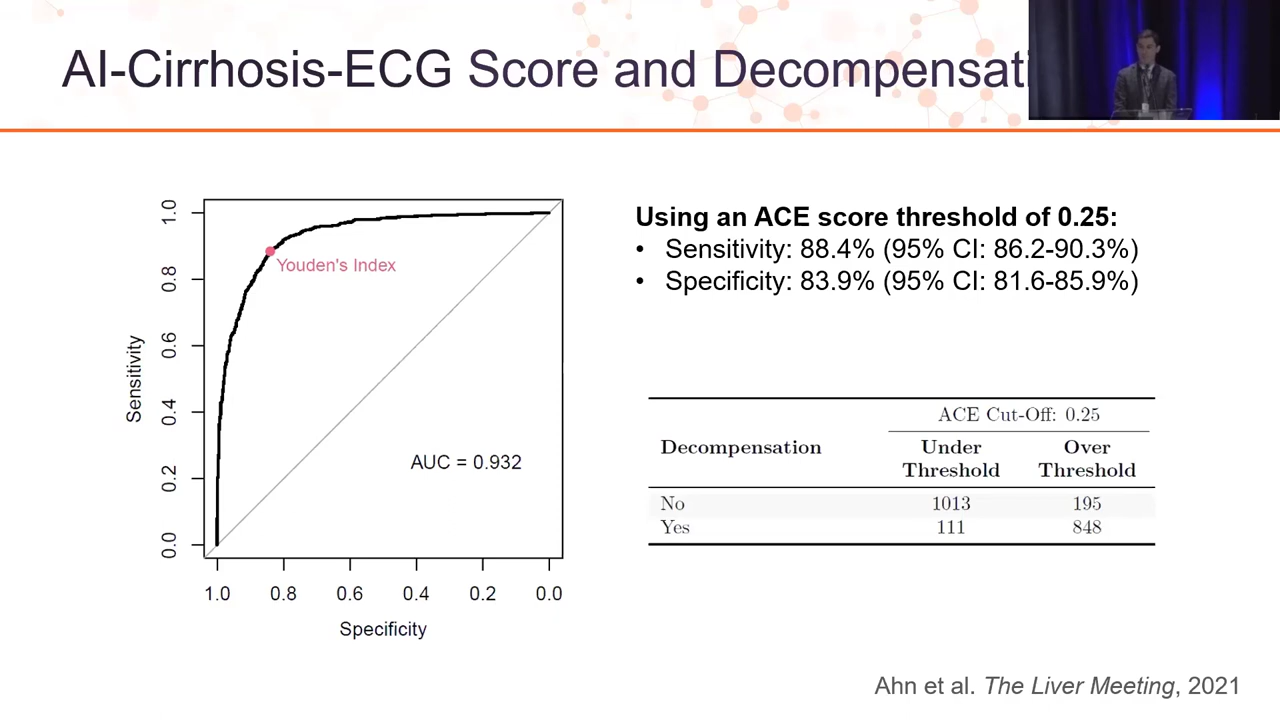 AI-Cirrhosis-ECG Score and Decompensati
1.0
0.8
0.6
0.4
0.2
0.0
Sensitivity
Youden's Index
AUC = 0.932
1.0 0.8 0.6 0.4 0.2 0.0
Specificity
Using an ACE score threshold of 0.25:
• Sensitivity: 88.4% (95% CI: 86.2-90.3%)
• Specificity: 83.9% (95% CI: 81.6-85.9%)
ACE Cut-Off: 0.25
Decompensation Under Over
Threshold Threshold
No 1013 195
Yes 111 848
Ahn et al. The Liver Meeting, 2021